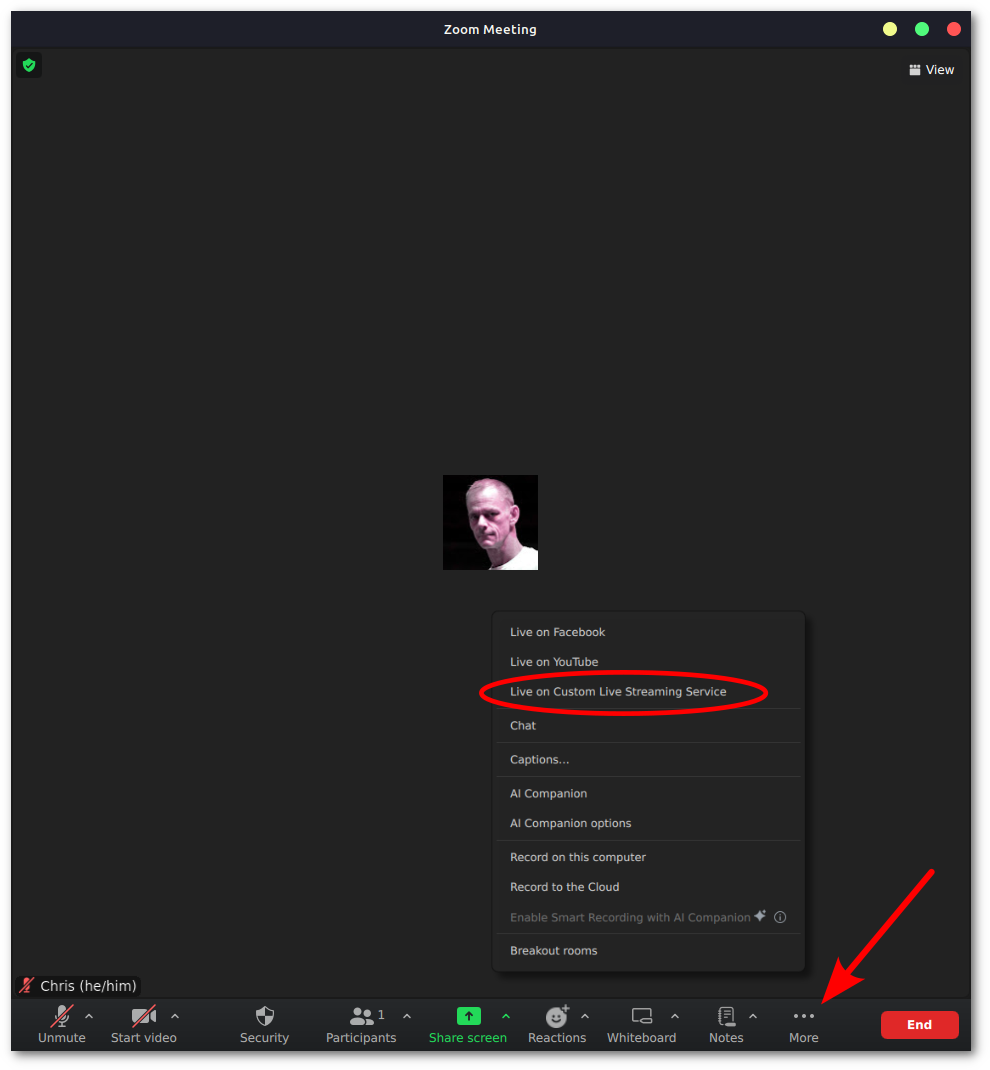 Zoom Meeting
View
Live on Facebook
Live on YouTube
Live on Custom Live Streaming Service
Chat
Captions...
AI Companion
AI Companion options
Record on this computer
Record to the Cloud
Enable Smart Recording with AI Companion
Breakout rooms
Chris (he/him)
1
Unmute
Start video
Security
Participants
Share screen
Reactions
Whiteboard
Notes
More
End